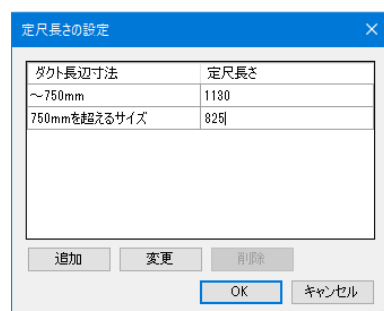 定尺長さの設定
ダクト長辺寸法 定尺長さ
～750mm 1130
750mmを超えるサイズ 825
追加 変更 削除
OK キャンセル